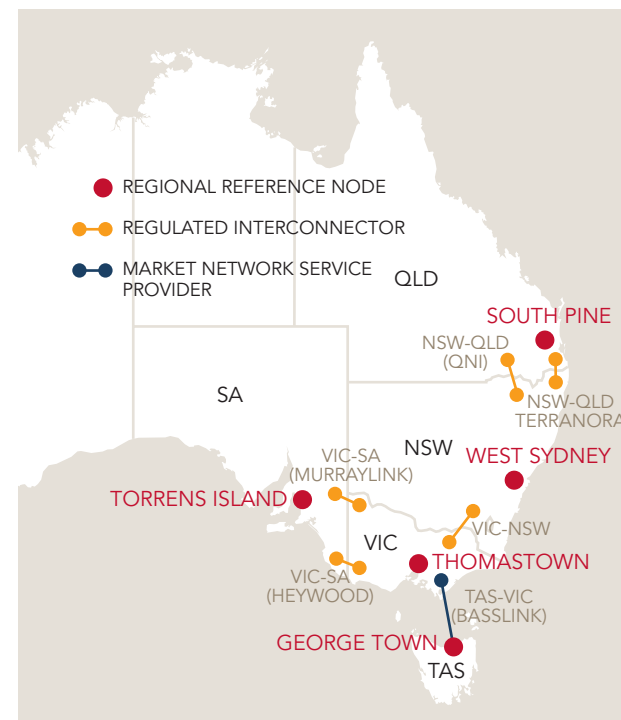 REGIONAL REFERENCE NODE
REGULATED INTERCONNECTOR
MARKET NETWORK SERVICE
PROVIDER
QLD
SOUTH PINE
NSW-QLD
(QNI)
SA
NSW-QLD
TERRANORA
NSW
VIC-SA
(MURRAYLINK)
WEST SYDNEY
TORRENS ISLAND
VIC-NSW
VIC
THOMASTOWN
VIC-SA
(HEYWOOD)
TAS-VIC
(BASSLINK)
GEORGE TOWN
TAS